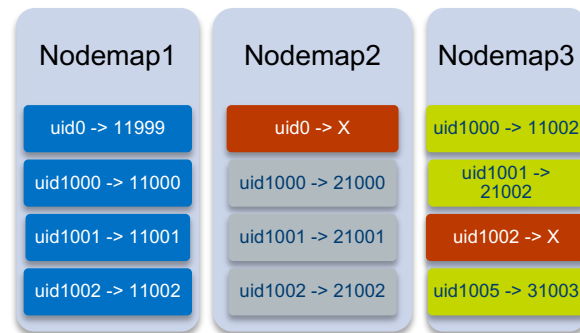 Nodemap1
uid0 -> 11999
uid1000 -> 11000
uid1001 -> 11001
uid1002 -> 11002
Nodemap2
uid0 -> X
uid1000 -> 21000
uid1001 -> 21001
uid1002 -> 21002
Nodemap3
uid1000 -> 11002
uid1001 ->
21002
uid1002 -> X
uid1005 -> 31003